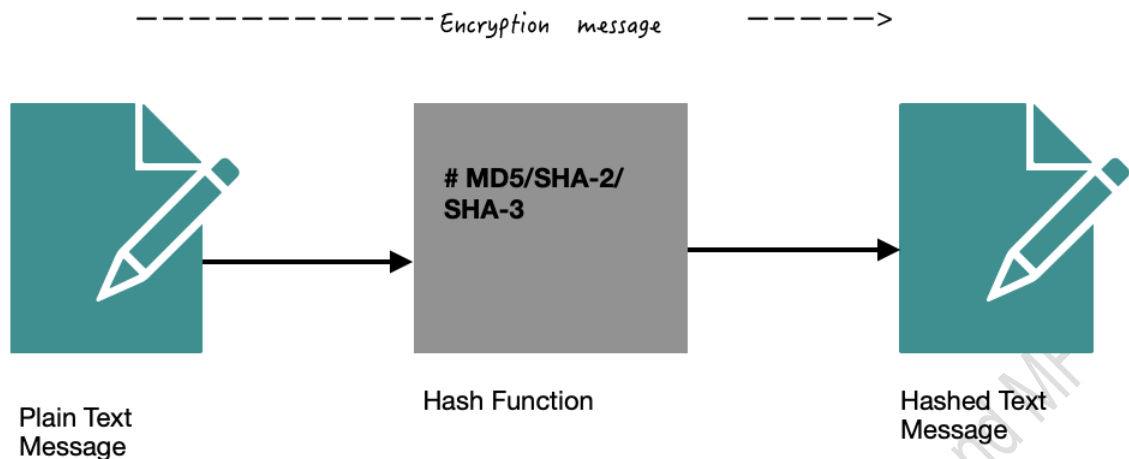 Encryption message
# MD5/SHA-2/
SHA-3
Plain Text
Message
Hash Function
Hashed Text
Message